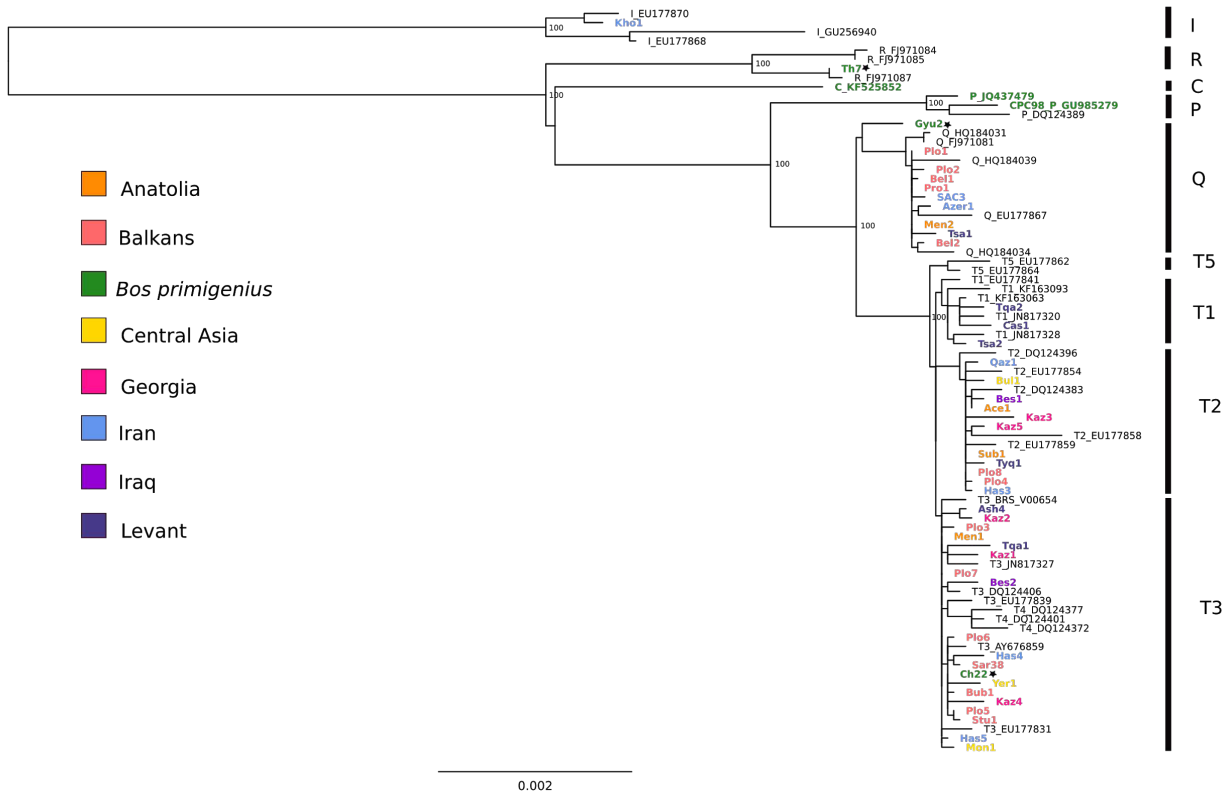 I_EU177870
Kho1
100
I
I_GU256940
I_EU177868
R_FJ971084
R_FJ971085
100
R
Th7
R_FJ971087
C_KF525852
C
100
P_JQ437479
100
CPC98_P_GU985279
P
P_DQ124389
Gyu2
Q_HQ184031
Q_FJ971081
Plo1
Q_HQ184039
100
Plo2
Bel1
Q
Pro1
SAC3
Azer1
Q_EU177867
Men2
100
Tsa1
Bel2
Q_HQ184034
T5_EU177862
T5
T5_EU177864
T1_EU177841
T1_KF163093
T1_KF163063
Tqa2
T1
100
T1_JN817320
Cas1
T1_JN817328
Tsa2
T2_DQ124396
Qaz1
T2_EU177854
Bul1
T2_DQ124383
Bes1
T2
Ace1
Kaz3
Kaz5
T2_EU177858
T2_EU177859
Sub1
Tyq1
Plo8
Plo4
Has3
T3_BRS_V00654
Ash4
Kaz2
Plo3
Men1
Tqa1
Kaz1
T3_JN817327
Plo7
Bes2
T3_DQ124406
T3_EU177839
T3
T4_DQ124377
T4_DQ124401
T4_DQ124372
Plo6
T3_AY676859
Has4
Sar38
Ch22
Yer1
Bub1
Kaz4
Plo5
Stu1
T3_EU177831
Has5
Mon1
Anatolia
Balkans
Bos primigenius
Central Asia
Georgia
Iran
Iraq
Levant
0.002